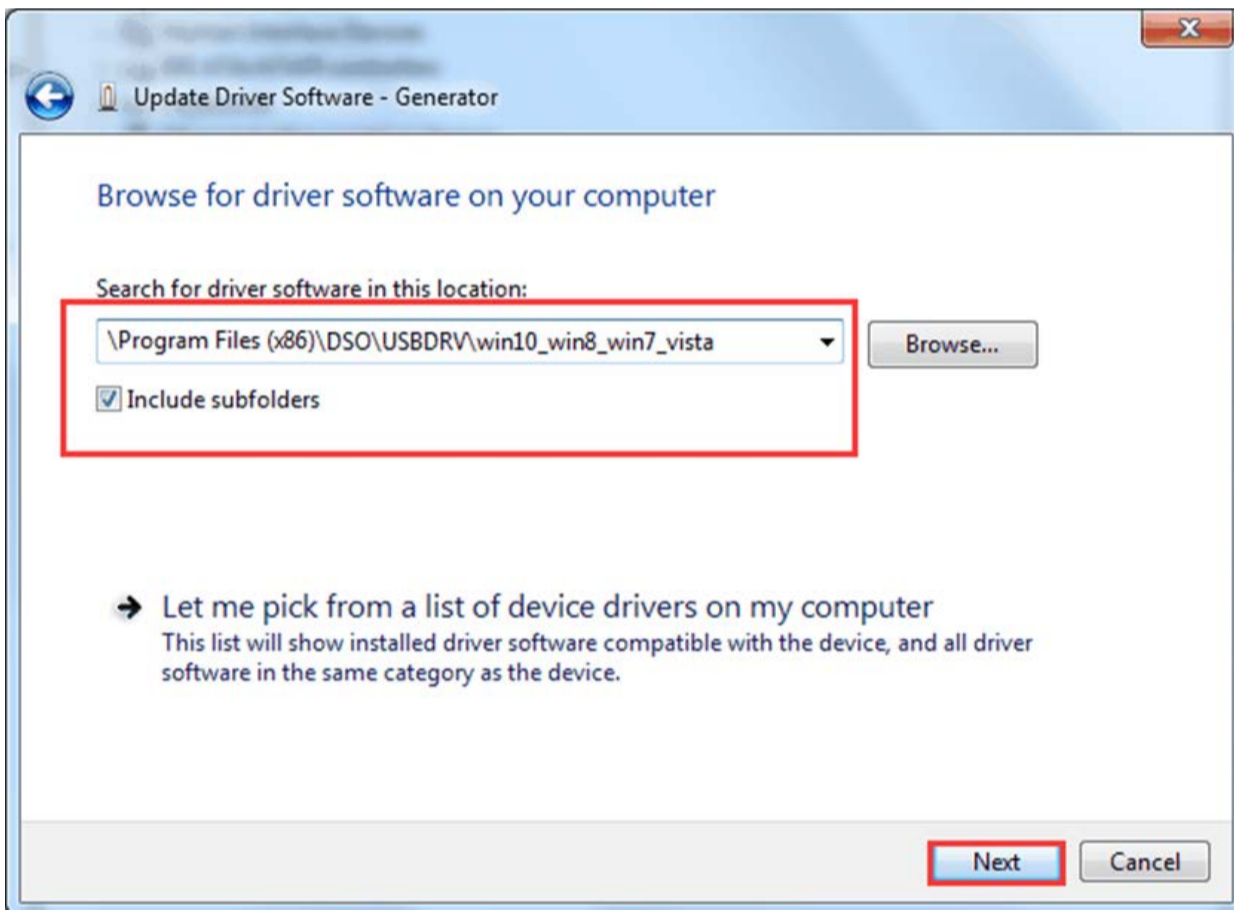 Update Driver Software - Generator
Browse for driver software on your computer
Search for driver software in this location:
\Program Files (x86)\DSO\USBDRV\win10_win8_win7_vista
Browse...
Include subfolders
Let me pick from a list of device drivers on my computer
This list will show installed driver software compatible with the device, and all driver
software in the same category as the device.
Next
Cancel